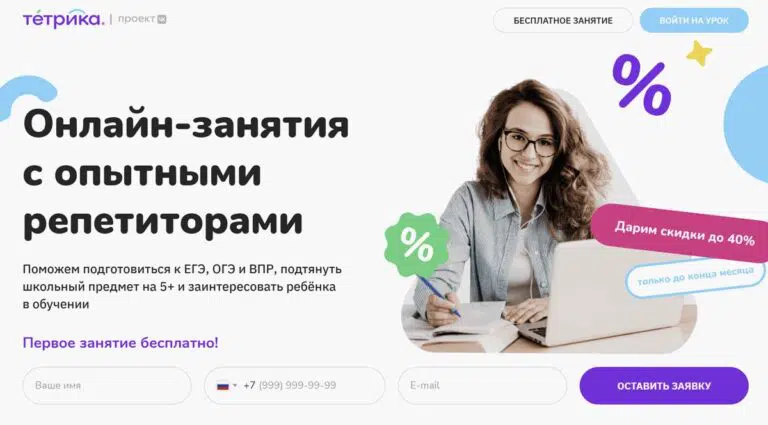 тетрика. | проект
БЕСПЛАТНОЕ ЗАНЯТИЕ
ВОЙТИ НА УРОК
Онлайн-занятия
с опытными
репетиторами
%
%
Дарим скидки до 40%
только до конца месяца
Поможем подготовиться к ЕГЭ, ОГЭ и ВПР, подтянуть
школьный предмет на 5+ и заинтересовать ребёнка
в обучении
Первое занятие бесплатно!
Ваше имя
+7 (999) 999-99-99
E-mail
ОСТАВИТЬ ЗАЯВКУ